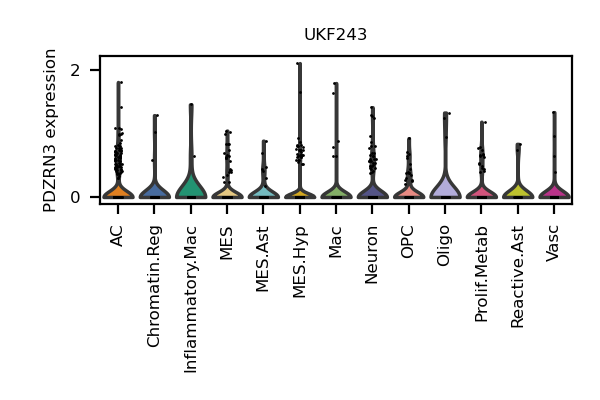 UKF243
PDZRN3 expression
2
0
AC
Chromatin.Reg
Inflammatory.Mac
MES
MES.Ast
MES.Hyp
Mac
Neuron
OPC
Oligo
Prolif.Metab
Reactive.Ast
Vasc